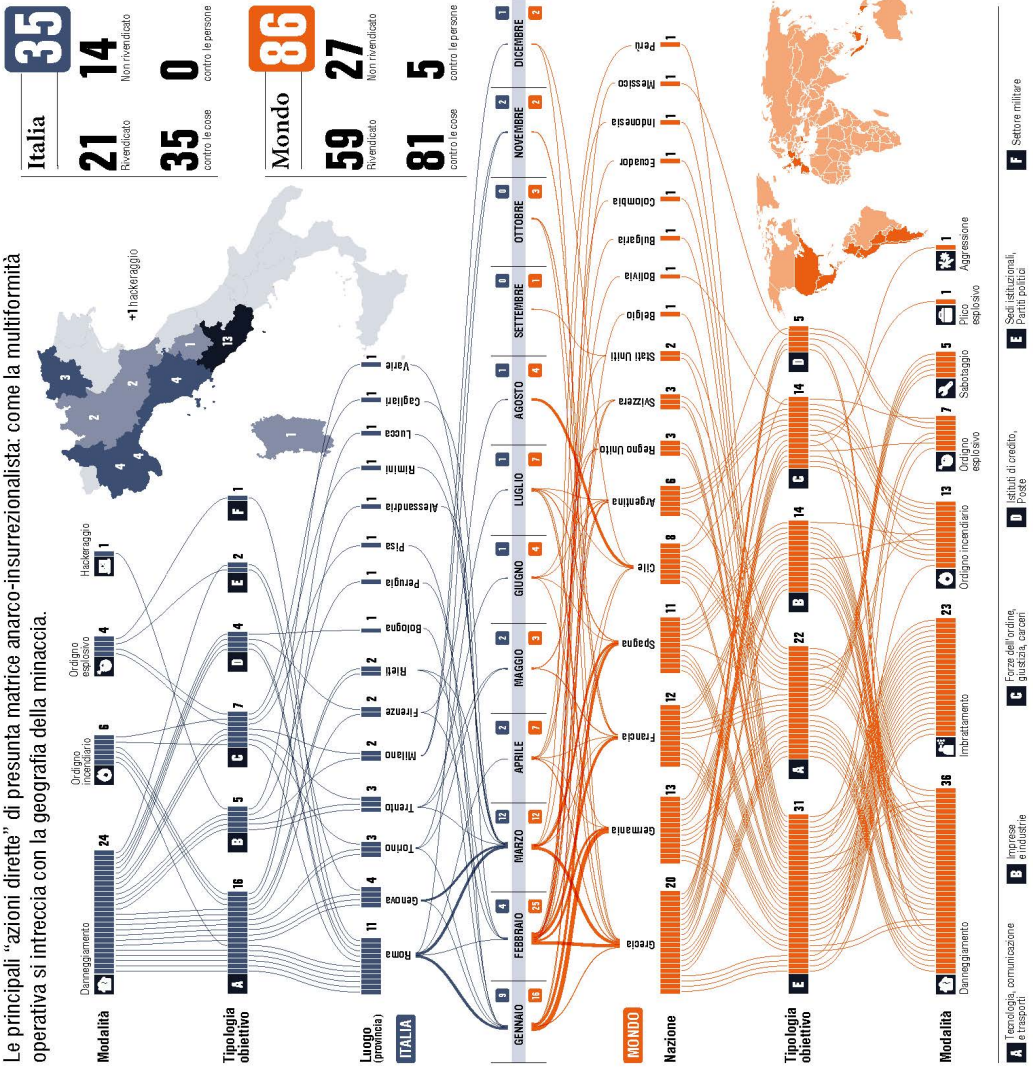 Le principali “azioni dirette” di presunta matrice anarco-insurrezionalista: come la multiformità
operativa si intreccia con la geografia della minaccia.
Italia 35
21 14
Rivendicato Non rivendicato
35 0
contro le cose contro le persone
Mondo 86
59 27
Rivendicato Non rivendicato
81 5
contro le cose contro le persone
4 4 2 3 2 4 1 13 1
+1 hackeraggio
Modalità
Danneggiamento 24
Ordigno incendiario 6
Ordigno esplosivo 4
Hackeraggio 1
Tipologia obiettivo
A 16
B 5
C 7
D 4
E 2
F 1
Luogo (provincia)
Roma 11
Genova 4
Torino 3
Trento 3
Milano 2
Firenze 2
Rieti 2
Bologna 1
Perugia 1
Pisa 1
Alessandria 1
Rimini 1
Lucca 1
Cagliari 1
Varie 1
ITALIA
9 4 12 2 2 1 1 1 0 0 2 1
GENNAIO FEBBRAIO MARZO APRILE MAGGIO GIUGNO LUGLIO AGOSTO SETTEMBRE OTTOBRE NOVEMBRE DICEMBRE
16 25 12 7 3 4 7 4 1 3 2 2
MONDO
Nazione
Grecia 20
Germania 13
Francia 12
Spagna 11
Cile 8
Argentina 6
Regno Unito 3
Svizzera 3
Stati Uniti 2
Belgio 1
Bolivia 1
Bulgaria 1
Colombia 1
Ecuador 1
Indonesia 1
Messico 1
Perù 1
Tipologia obiettivo
E 31
A 22
B 14
C 14
D 5
Modalità
Danneggiamento 36
Imbrattamento 23
Ordigno incendiario 13
Ordigno esplosivo 7
Sabotaggio 5
Plico esplosivo 1
Aggressione 1
A Tecnologia, comunicazione
e trasporti
B Imprese
e industrie
C Forze dell'ordine,
giustizia, carceri
D Istituti di credito,
Poste
E Sedi istituzionali,
Partiti politici
F Settore militare